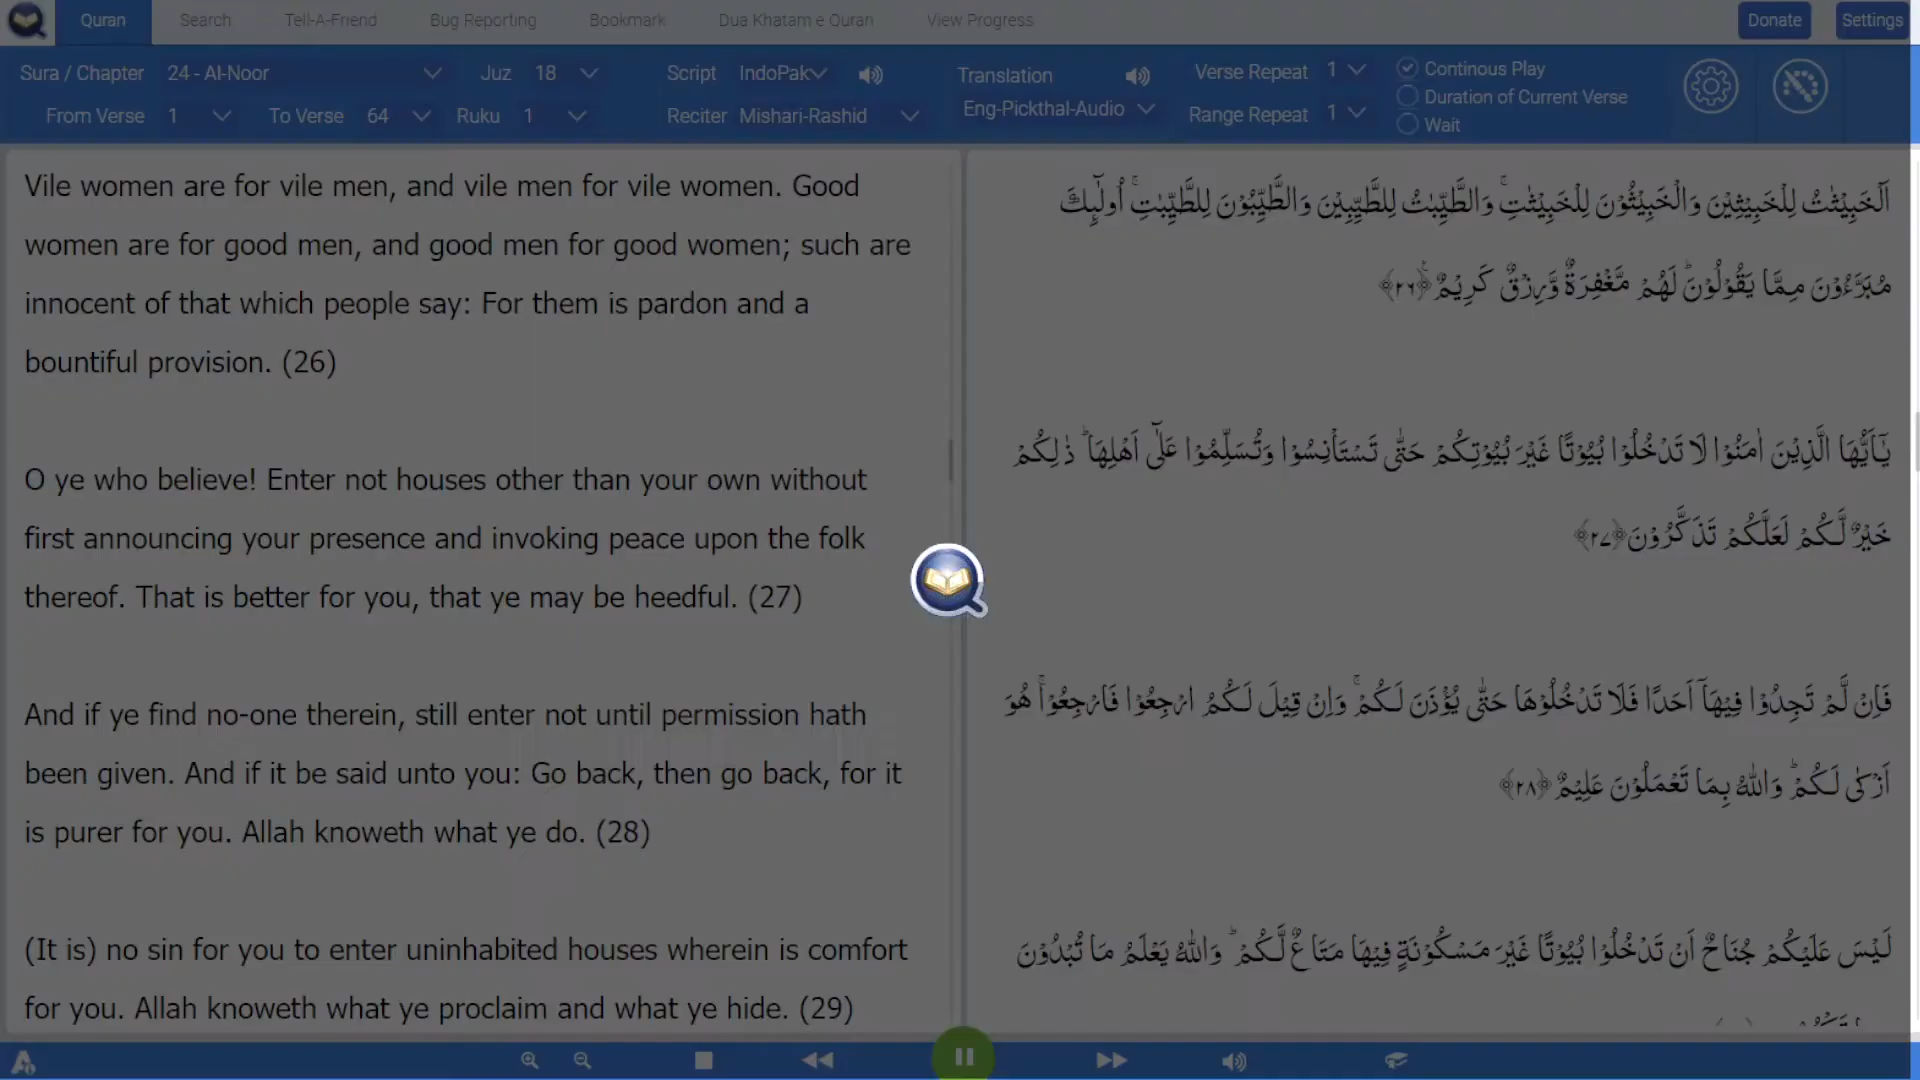 Quran Search Tell-A-Friend Bug Reporting Bookmark Dua Khatam e Quran View Progress Donate Settings
Sura / Chapter 24 - Al-Noor Juz 18 Script IndoPak Translation Verse Repeat 1 Continous Play
Duration of Current Verse
From Verse 1 To Verse 64 Ruku 1 Reciter Mishari-Rashid Eng-Pickthal-Audio Range Repeat 1 Wait
Vile women are for vile men, and vile men for vile women. Good
women are for good men, and good men for good women; such are
innocent of that which people say: For them is pardon and a
bountiful provision. (26)
O ye who believe! Enter not houses other than your own without
first announcing your presence and invoking peace upon the folk
thereof. That is better for you, that ye may be heedful. (27)
And if ye find no-one therein, still enter not until permission hath
been given. And if it be said unto you: Go back, then go back, for it
is purer for you. Allah knoweth what ye do. (28)
(It is) no sin for you to enter uninhabited houses wherein is comfort
for you. Allah knoweth what ye proclaim and what ye hide. (29)
اَلْخَبِيْثٰتُ لِلْخَبِيْثِيْنَ وَالْخَبِيْثُوْنَ لِلْخَبِيْثٰتِ‌ۚ وَالطَّيِّبٰتُ لِلطَّيِّبِيْنَ وَالطَّيِّبُوْنَ لِلطَّيِّبٰتِ‌ۚ اُولٰٓٮِٕكَ
مُبَرَّءُوْنَ مِمَّا يَقُوْلُوْنَ‌ؕ لَهُمْ مَّغْفِرَةٌ وَّرِزْقٌ كَرِيْمٌ ﴿۲۶﴾
يٰۤـاَيُّهَا الَّذِيْنَ اٰمَنُوْا لَا تَدْخُلُوْا بُيُوْتًا غَيْرَ بُيُوْتِكُمْ حَتّٰى تَسْتَاْنِسُوْا وَتُسَلِّمُوْا عَلٰٓى اَهْلِهَا‌ ؕ ذٰ لِكُمْ
خَيْرٌ لَّـكُمْ لَعَلَّكُمْ تَذَكَّرُوْنَ﴿۲۷﴾
فَاِنْ لَّمْ تَجِدُوْا فِيْهَاۤ اَحَدًا فَلَا تَدْخُلُوْهَا حَتّٰى يُؤْذَنَ لَـكُمْ‌ۚ وَاِنْ قِيْلَ لَـكُمُ ارْجِعُوْا فَارْجِعُوْا‌ۚ هُوَ
اَزْكٰى لَـكُمْ‌ؕ وَاللّٰهُ بِمَا تَعْمَلُوْنَ عَلِيْمٌ ﴿۲۸﴾
لَـيْسَ عَلَيْكُمْ جُنَاحٌ اَنْ تَدْخُلُوْا بُيُوْتًا غَيْرَ مَسْكُوْنَةٍ فِيْهَا مَتَاعٌ لَّـكُمْ‌ ؕ وَاللّٰهُ يَعْلَمُ مَا تُبْدُوْنَ